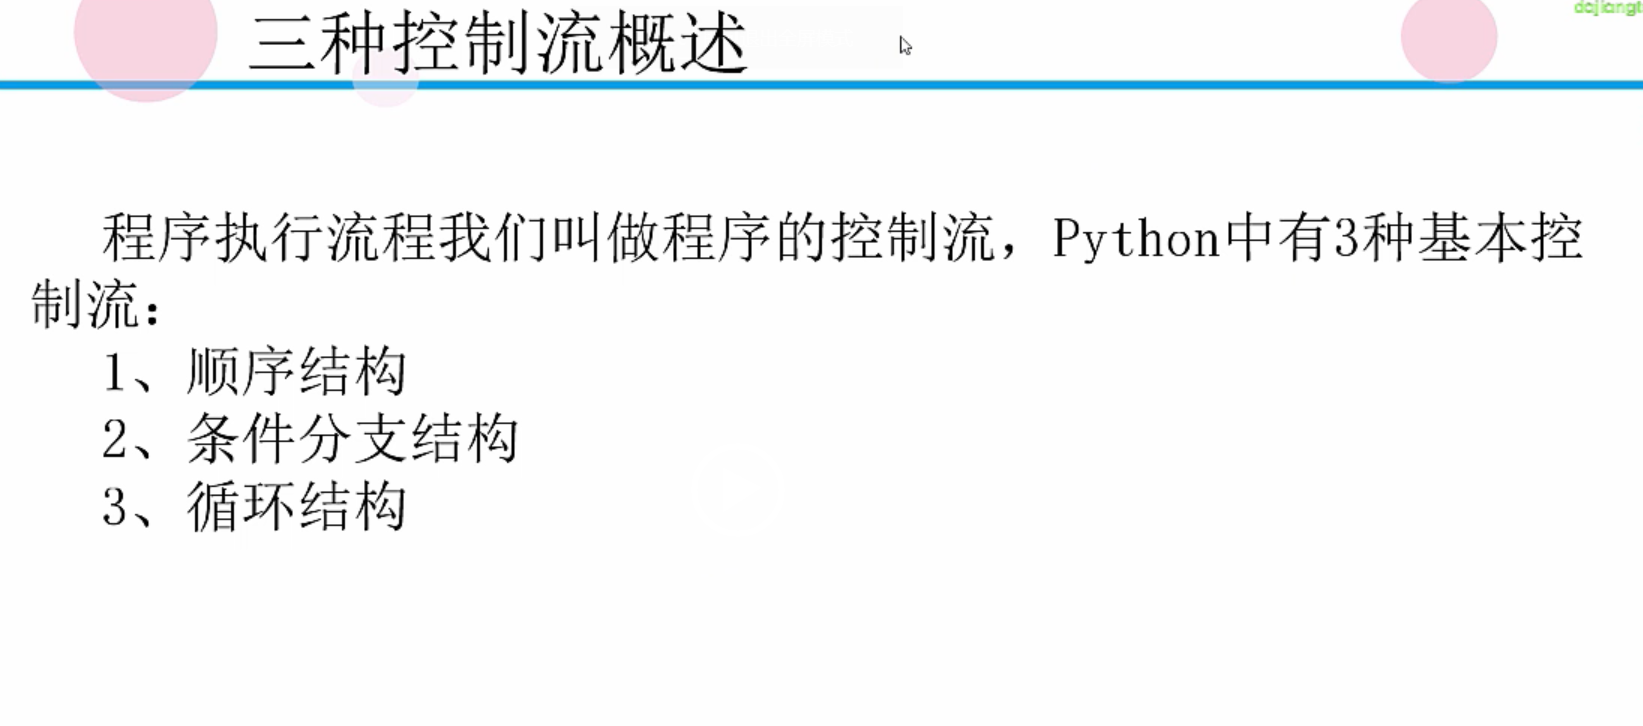 三种控制流概述
程序执行流程我们叫做程序的控制流，Python中有3种基本控
制流：
1、顺序结构
2、条件分支结构
3、循环结构